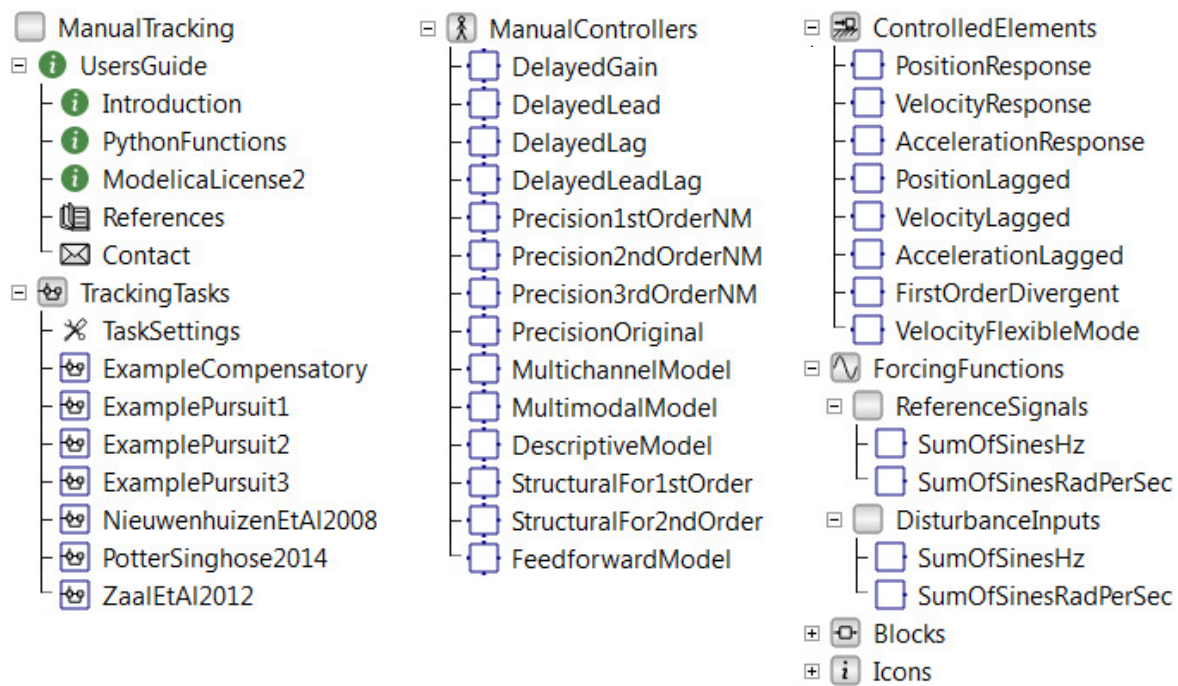 ManualTracking
UsersGuide
Introduction
PythonFunctions
ModelicaLicense2
References
Contact
TrackingTasks
TaskSettings
ExampleCompensatory
ExamplePursuit1
ExamplePursuit2
ExamplePursuit3
NieuwenhuizenEtAl2008
PotterSinghose2014
ZaalEtAl2012
ManualControllers
DelayedGain
DelayedLead
DelayedLag
DelayedLeadLag
Precision1stOrderNM
Precision2ndOrderNM
Precision3rdOrderNM
PrecisionOriginal
MultichannelModel
MultimodalModel
DescriptiveModel
StructuralFor1stOrder
StructuralFor2ndOrder
FeedforwardModel
ControlledElements
PositionResponse
VelocityResponse
AccelerationResponse
PositionLagged
VelocityLagged
AccelerationLagged
FirstOrderDivergent
VelocityFlexibleMode
ForcingFunctions
ReferenceSignals
SumOfSinesHz
SumOfSinesRadPerSec
DisturbanceInputs
SumOfSinesHz
SumOfSinesRadPerSec
Blocks
Icons